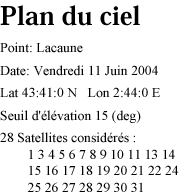 Plan du ciel
Point: Lacaune
Date: Vendredi 11 Juin 2004
Lat 43:41:0 N Lon 2:44:0 E
Seuil d'élévation 15 (deg)
28 Satellites considérés :
1 3 4 5 6 7 8 9 10 11 13 14
15 16 17 18 19 20 21 22 24
25 26 27 28 29 30 31